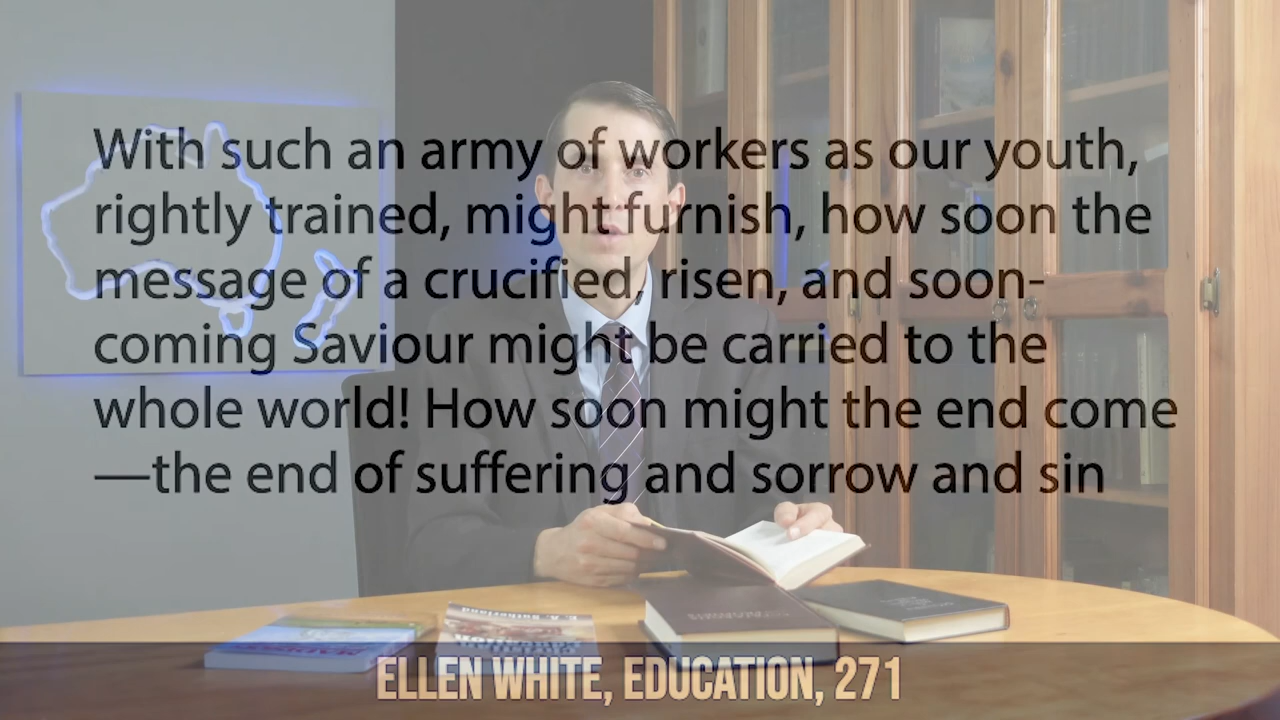 With such an army of workers as our youth,
rightly trained, might furnish, how soon the
message of a crucified, risen, and soon-
coming Saviour might be carried to the
whole world! How soon might the end come
—the end of suffering and sorrow and sin
E. A. Sutherland
ELLEN WHITE, EDUCATION, 271